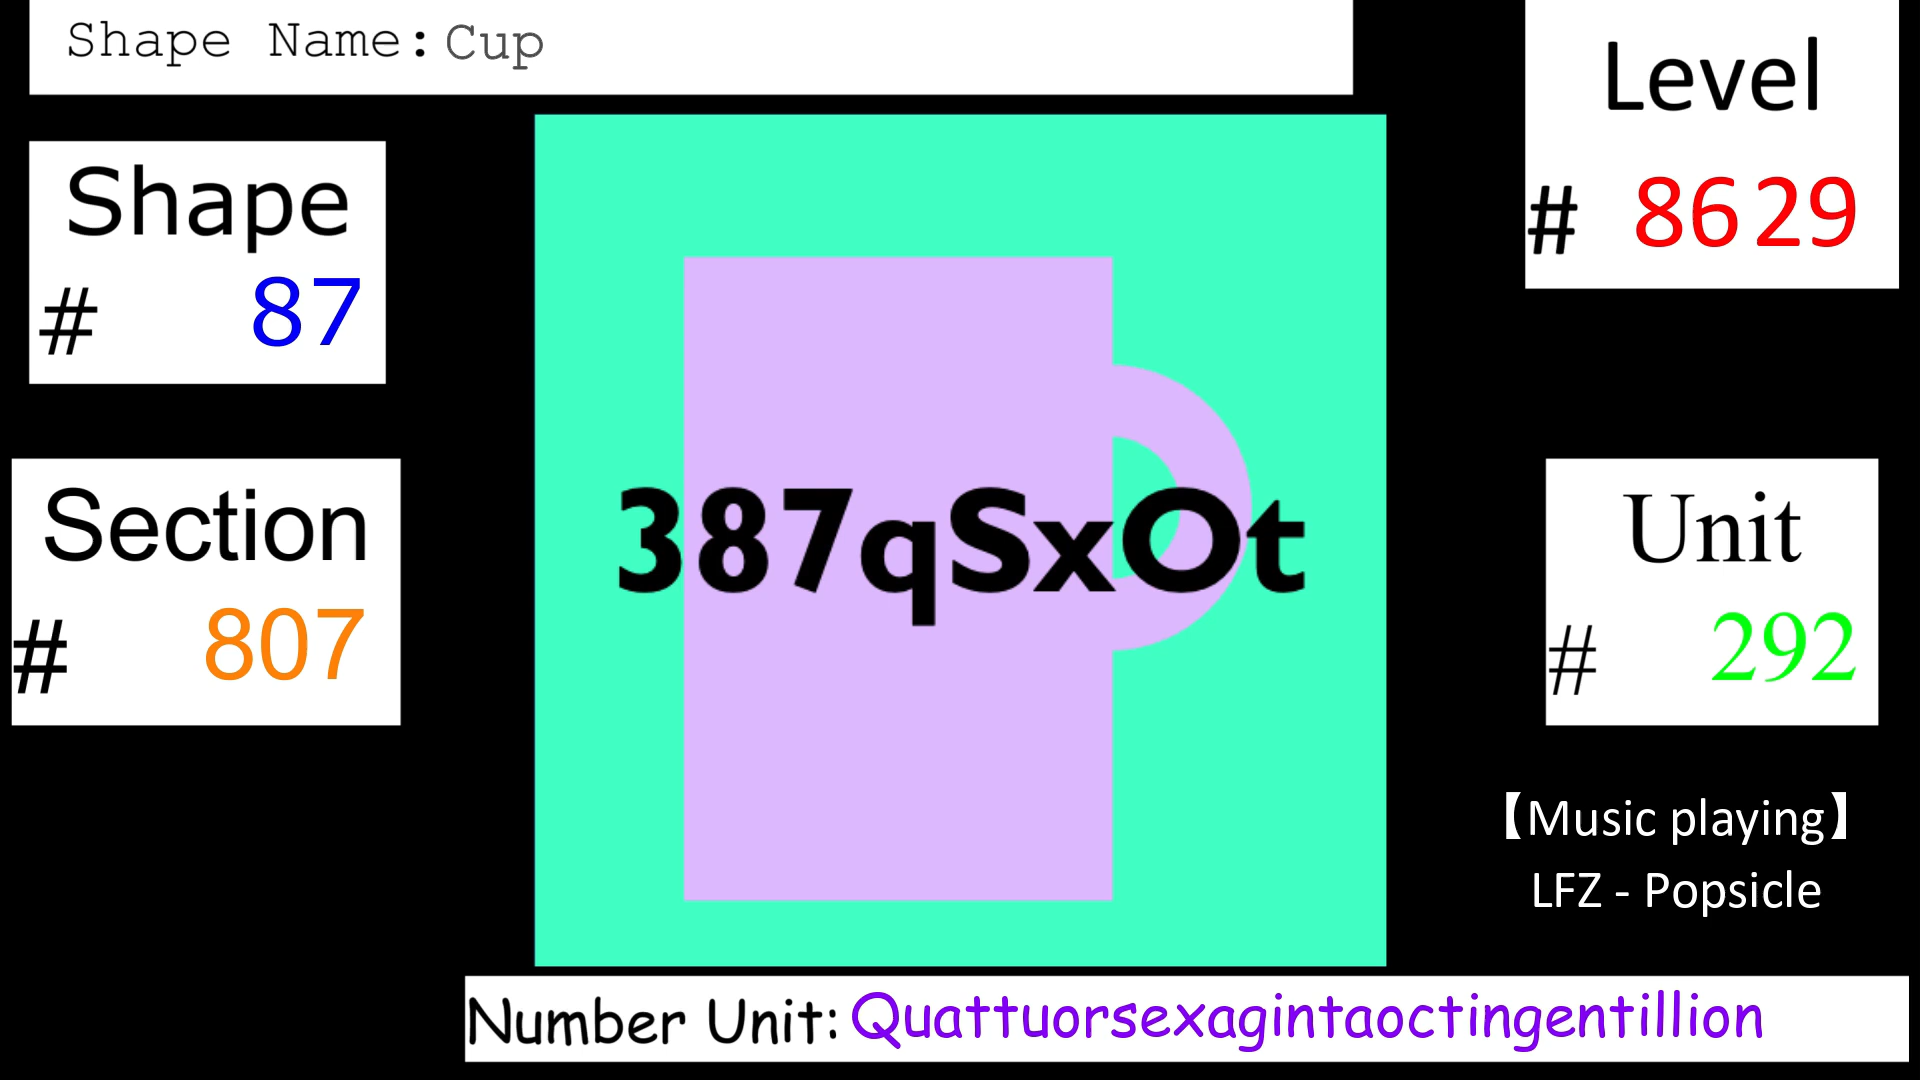 Shape Name: Cup
Level
# 8629
Shape
# 87
Section
# 807
387qSxOt
Unit
# 292
【Music playing】
LFZ - Popsicle
Number Unit: Quattuorsexagintaoctingentillion